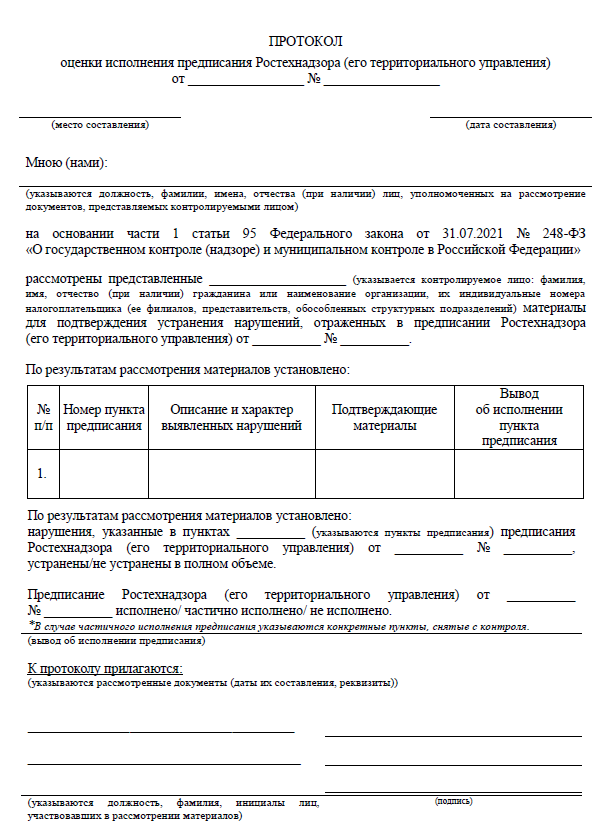 ПРОТОКОЛ
оценки исполнения предписания Ростехнадзора (его территориального управления)
от _________________ № _________________
(место составления)
(дата составления)
Мною (нами):
(указываются должность, фамилии, имена, отчества (при наличии) лиц, уполномоченных на рассмотрение
документов, представляемых контролируемыми лицом)
на основании части 1 статьи 95 Федерального закона от 31.07.2021 № 248-ФЗ
«О государственном контроле (надзоре) и муниципальном контроле в Российской Федерации»
рассмотрены представленные ____________________ (указывается контролируемое лицо: фамилия,
имя, отчество (при наличии) гражданина или наименование организации, их индивидуальные номера
налогоплательщика (ее филиалов, представительств, обособленных структурных подразделений) материалы
для подтверждения устранения нарушений, отраженных в предписании Ростехнадзора
(его территориального управления) от __________ № __________.
По результатам рассмотрения материалов установлено:
№ п/п
Номер пункта предписания
Описание и характер выявленных нарушений
Подтверждающие материалы
Вывод об исполнении пункта предписания
1.
По результатам рассмотрения материалов установлено:
нарушения, указанные в пунктах __________ (указываются пункты предписания) предписания
Ростехнадзора (его территориального управления) от __________ № __________,
устранены/не устранены в полном объеме.
Предписание Ростехнадзора (его территориального управления) от __________
№ __________ исполнено/ частично исполнено/ не исполнено.
*В случае частичного исполнения предписания указываются конкретные пункты, снятые с контроля.
(вывод об исполнении предписания)
К протоколу прилагаются:
(указываются рассмотренные документы (даты их составления, реквизиты))
(указываются должность, фамилия, инициалы лиц,
участвовавших в рассмотрении материалов)
(подпись)